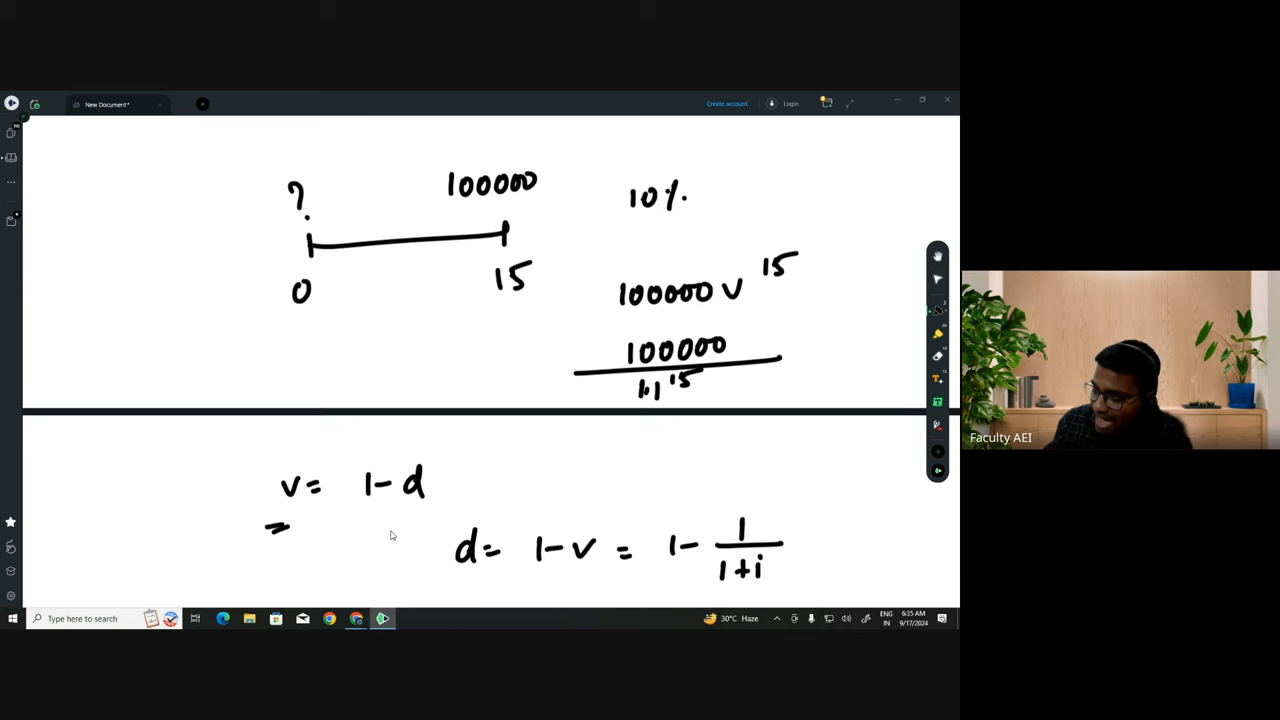 New Document*
Create account
Login
?
100000
10%
0
15
100000 v^15
100000
1.1^15
v = 1 - d
d = 1 - v = 1 - 1
1 + i
Faculty AEI
Type here to search
30°C Haze
ENG
IN
6:35 AM
9/17/2024